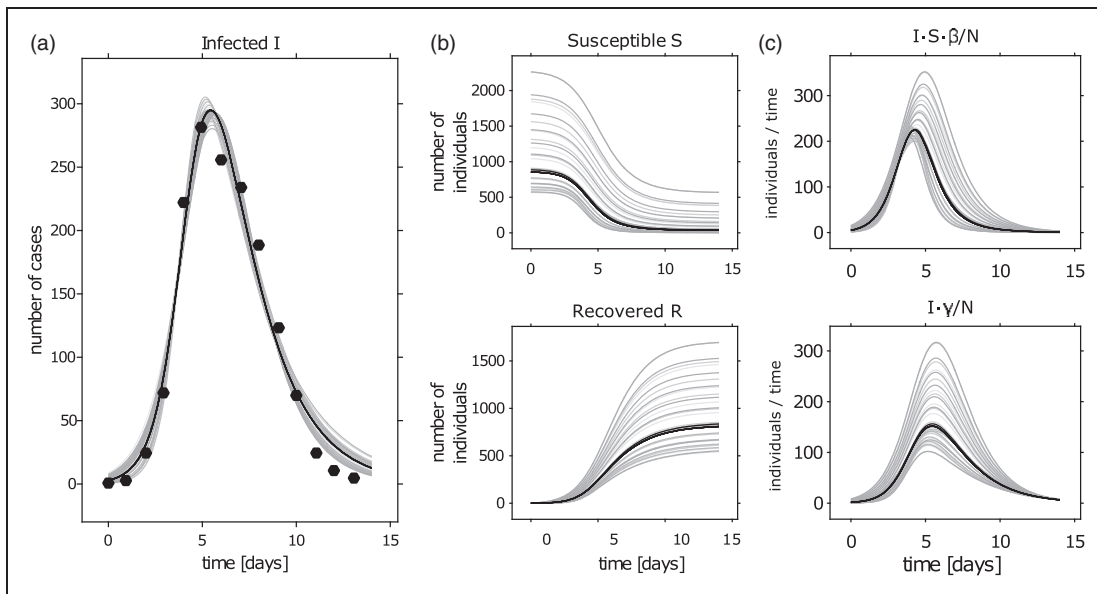 (a)
Infected I
300
250
200
150
100
50
0
number of cases
0 5 10 15
time [days]
(b)
Susceptible S
2000
1500
1000
500
0
number of
individuals
0 5 10 15
Recovered R
1500
1000
500
0
number of
individuals
0 5 10 15
time [days]
(c)
I·S·β/N
300
200
100
0
individuals / time
0 5 10 15
I·γ/N
300
200
100
0
individuals / time
0 5 10 15
time [days]